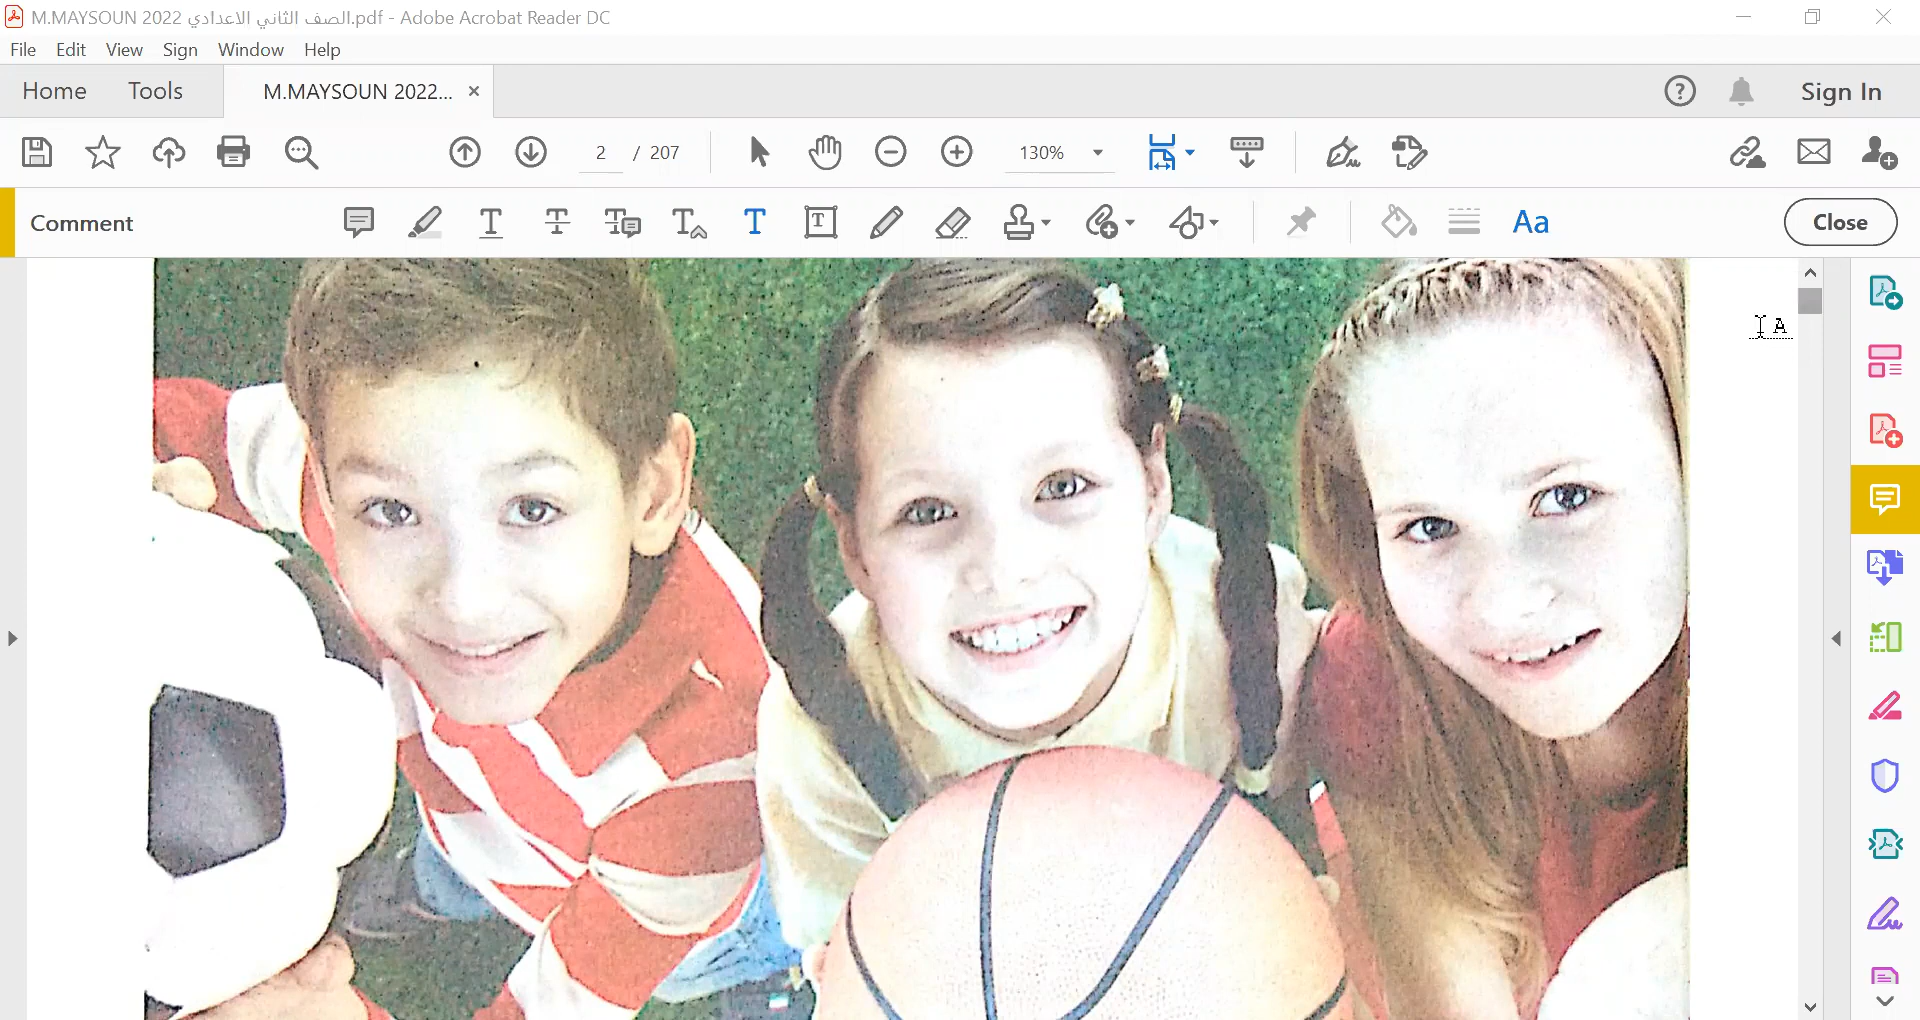 M.MAYSOUN 2022 الصف الثاني الاعدادي.pdf - Adobe Acrobat Reader DC
File Edit View Sign Window Help
Home Tools M.MAYSOUN 2022... × ? Sign In
2 / 207 130%
Comment T T T T T T Aa Close
A